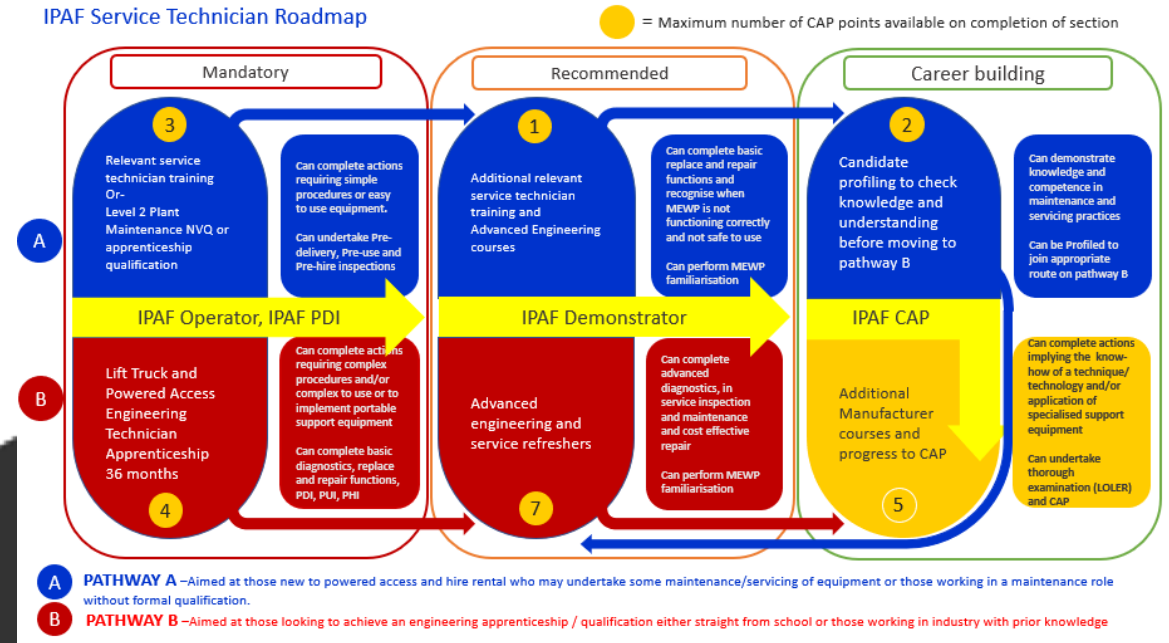 IPAF Service Technician Roadmap
= Maximum number of CAP points available on completion of section
Mandatory
Recommended
Career building
A
3
Relevant service
technician training
Or-
Level 2 Plant
Maintenance NVQ or
apprenticeship
qualification
Can complete actions
requiring simple
procedures or easy
to use equipment.
Can undertake Pre-
delivery, Pre-use and
Pre-hire inspections
1
Additional relevant
service technician
training and
Advanced Engineering
courses
Can complete basic
replace and repair
functions and
recognise when
MEWP is not
functioning correctly
and not safe to use
Can perform MEWP
familiarisation
2
Candidate
profiling to check
knowledge and
understanding
before moving to
pathway B
Can demonstrate
knowledge and
competence in
maintenance and
servicing practices
Can be Profiled to
join appropriate
route on pathway B
IPAF Operator, IPAF PDI
IPAF Demonstrator
IPAF CAP
B
Lift Truck and
Powered Access
Engineering
Technician
Apprenticeship
36 months
4
Can complete actions
requiring complex
procedures and/or
complex to use or to
implement portable
support equipment
Can complete basic
diagnostics, replace
and repair functions,
PDI, PUI, PHI
Advanced
engineering and
service refreshers
7
Can complete
advanced
diagnostics, in
service inspection
and maintenance
and cost effective
repair
Can perform MEWP
familiarisation
Additional
Manufacturer
courses and
progress to CAP
5
Can complete actions
implying the know-
how of a technique/
technology and/or
application of
specialised support
equipment
Can undertake
thorough
examination (LOLER)
and CAP
A PATHWAY A –Aimed at those new to powered access and hire rental who may undertake some maintenance/servicing of equipment or those working in a maintenance role
without formal qualification.
B PATHWAY B –Aimed at those looking to achieve an engineering apprenticeship / qualification either straight from school or those working in industry with prior knowledge